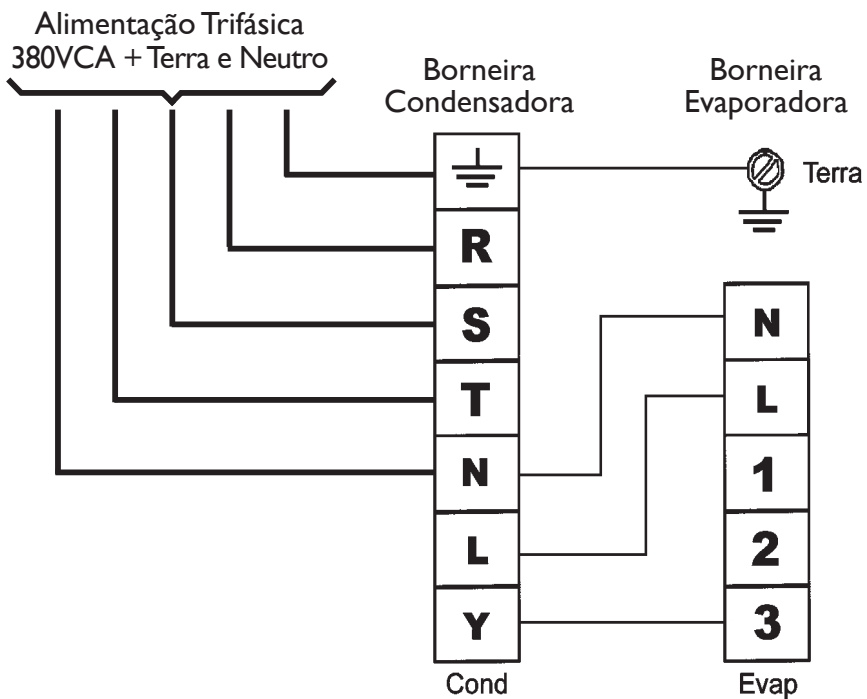 Alimentação Trifásica
380VCA + Terra e Neutro
Borneira
Condensadora
Borneira
Evaporadora
Terra
R
S
T
N
L
Y
Cond
N
L
1
2
3
Evap